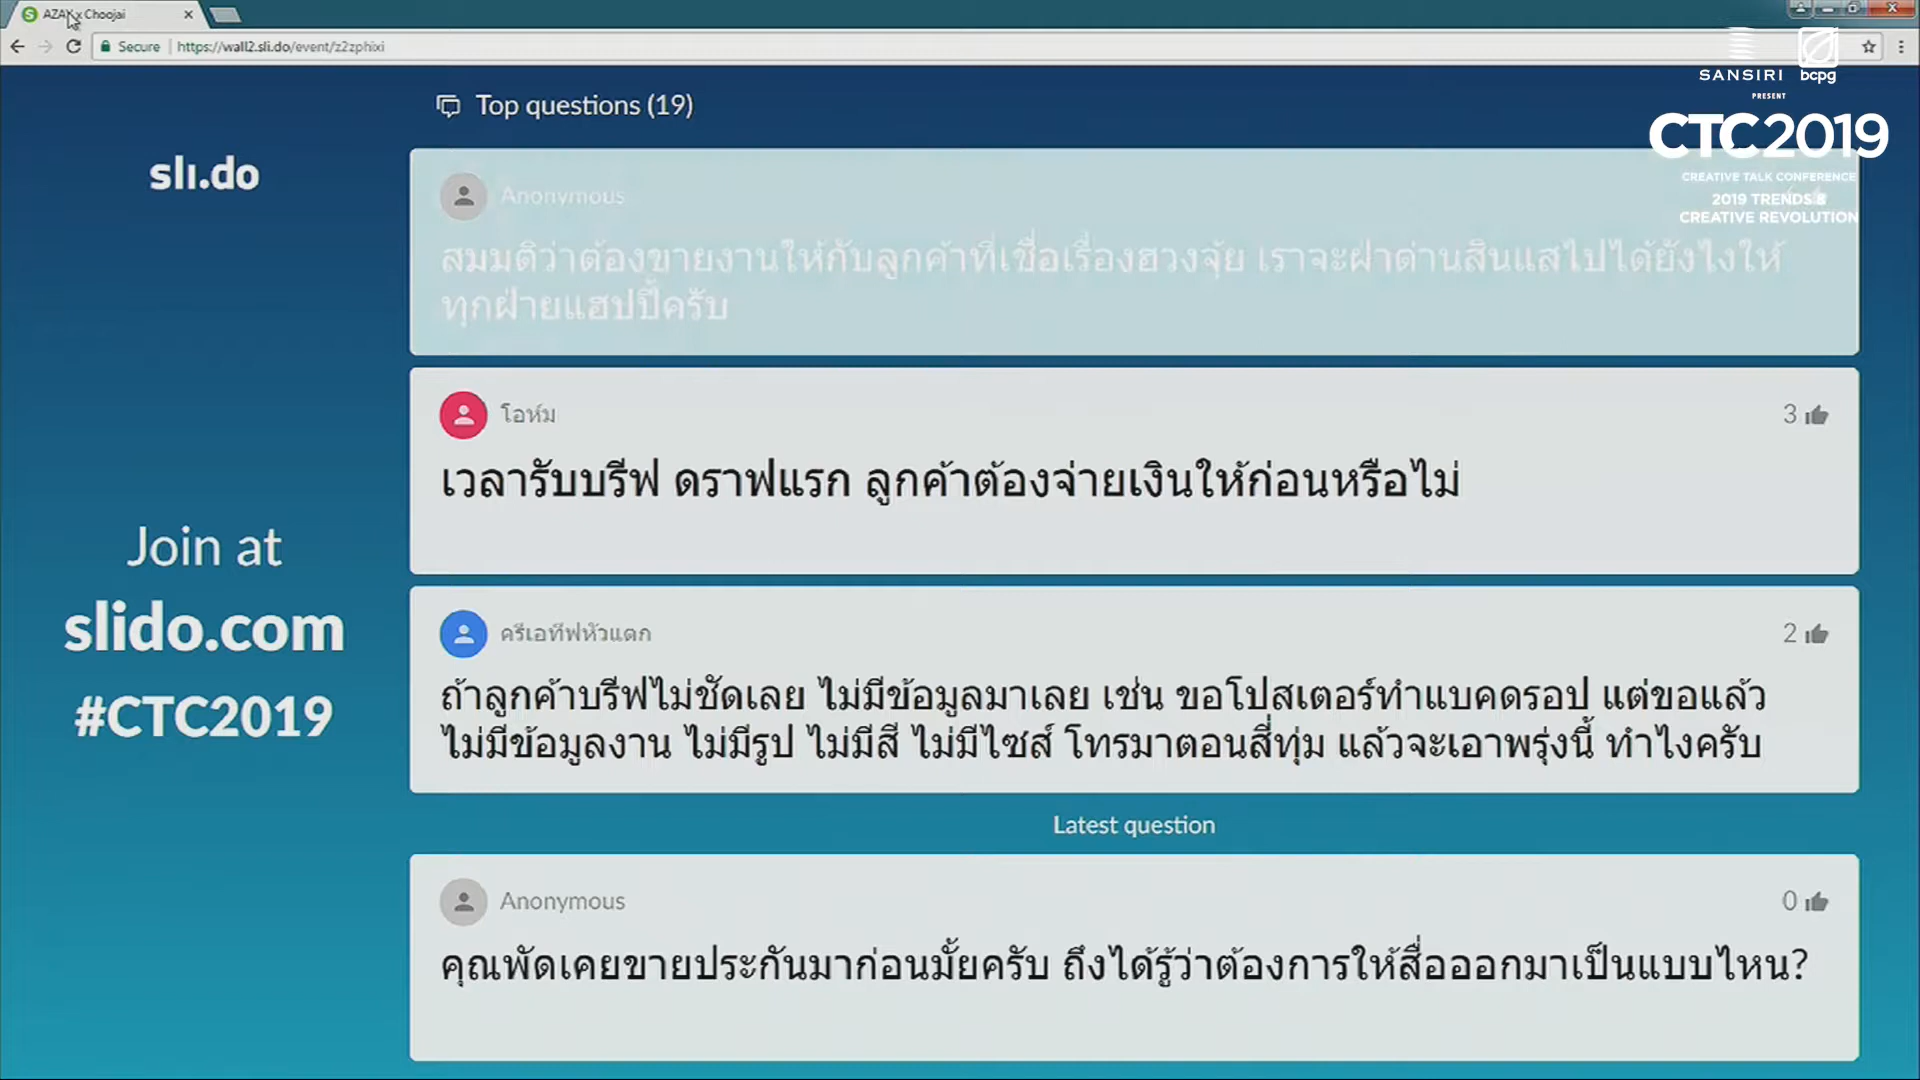 AZAY x Choojai
Secure
https://wall2.sli.do/event/z2zphixi
SANSIRI
bcpg
PRESENT
CTC2019
CREATIVE TALK CONFERENCE
2019 TRENDS &
CREATIVE REVOLUTION
Top questions (19)
sli.do
Anonymous
สมมติว่าต้องขายงานให้กับลูกค้าที่เชื่อเรื่องฮวงจุ้ย เราจะฝ่าด่านสินแสไปได้ยังไงให้
ทุกฝ่ายแฮปปี้ครับ
โอห์ม
3
เวลารับบรีฟ ดราฟแรก ลูกค้าต้องจ่ายเงินให้ก่อนหรือไม่
Join at
slido.com
#CTC2019
ครีเอทีฟหัวแตก
2
ถ้าลูกค้าบรีฟไม่ชัดเลย ไม่มีข้อมูลมาเลย เช่น ขอโปสเตอร์ทำแบคดรอป แต่ขอแล้ว
ไม่มีข้อมูลงาน ไม่มีรูป ไม่มีสี ไม่มีไซส์ โทรมาตอนสี่ทุ่ม แล้วจะเอาพรุ่งนี้ ทำไงครับ
Latest question
Anonymous
0
คุณพัดเคยขายประกันมาก่อนมั้ยครับ ถึงได้รู้ว่าต้องการให้สื่อออกมาเป็นแบบไหน?